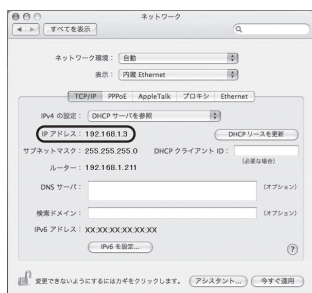 ネットワーク
すべてを表示
ネットワーク環境： 自動
表示： 内蔵 Ethernet
TCP/IP PPPoE AppleTalk プロキシ Ethernet
IPv4 の設定： DHCP サーバを参照
IP アドレス： 192.168.1.3 DHCP リースを更新
サブネットマスク： 255.255.255.0 DHCP クライアント ID：
（必要な場合）
ルーター： 192.168.1.211
DNS サーバ： （オプション）
検索ドメイン： （オプション）
IPv6 アドレス： XX:XX:XX:XX:XX:XX
IPv6 を設定... ?
変更できないようにするにはカギをクリックします。 アシスタント... 今すぐ適用